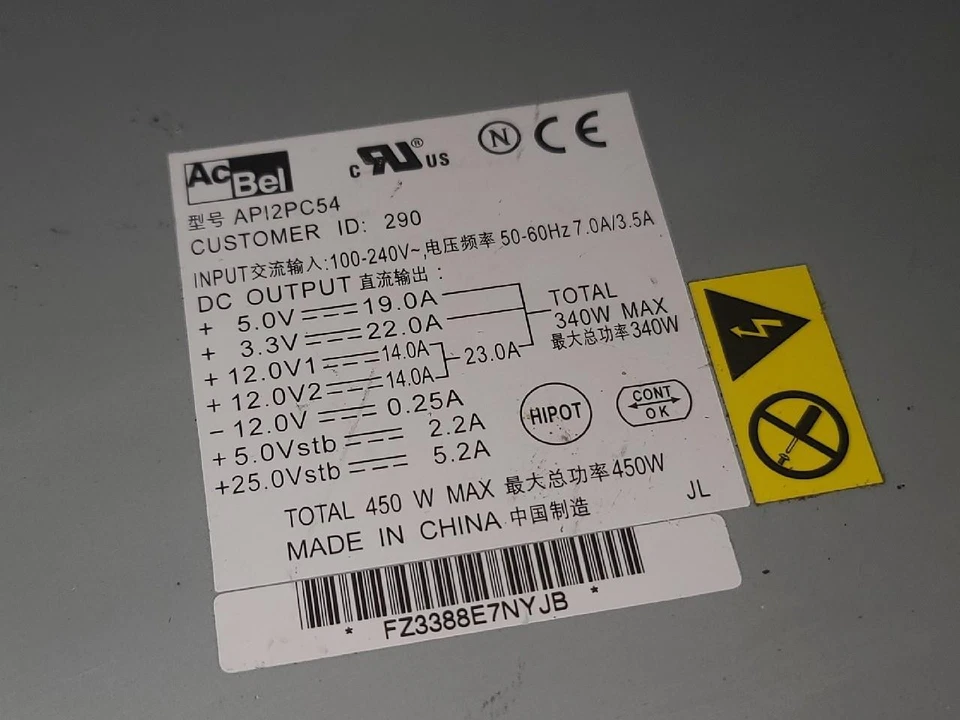 AcBel
c RU® US
N
CE
型号 API2PC54
CUSTOMER ID: 290
INPUT交流输入:100-240V~,电压频率 50-60Hz 7.0A/3.5A
DC OUTPUT 直流输出:
+ 5.0V 19.0A
+ 3.3V 22.0A
+ 12.0V1 14.0A
+ 12.0V2 14.0A
23.0A
TOTAL
340W MAX
最大总功率340W
- 12.0V 0.25A
+ 5.0Vstb 2.2A
+25.0Vstb 5.2A
HIPOT
CONT
OK
TOTAL 450 W MAX 最大总功率450W
MADE IN CHINA 中国制造
JL
* FZ3388E7NYJB *